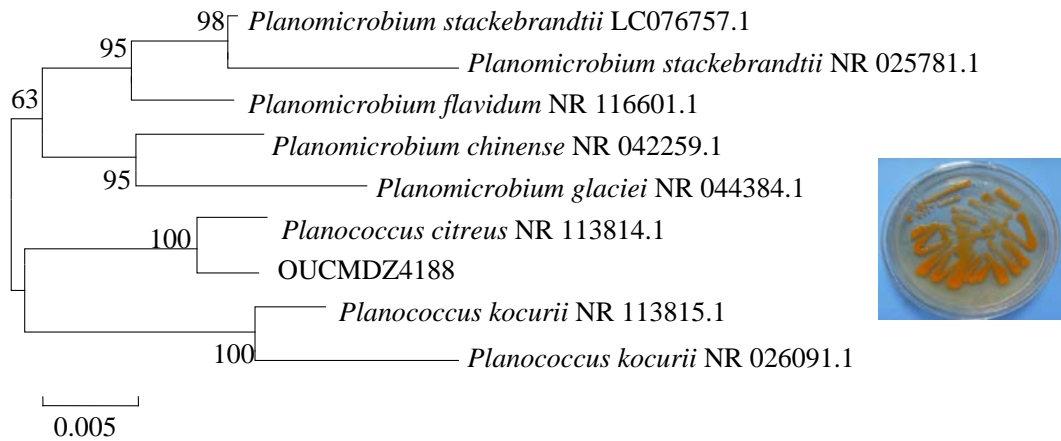 98
Planomicrobium stackebrandtii LC076757.1
95
Planomicrobium stackebrandtii NR 025781.1
63
Planomicrobium flavidum NR 116601.1
Planomicrobium chinense NR 042259.1
95
Planomicrobium glaciei NR 044384.1
Planococcus citreus NR 113814.1
100
OUCMDZ4188
Planococcus kocurii NR 113815.1
100
Planococcus kocurii NR 026091.1
0.005